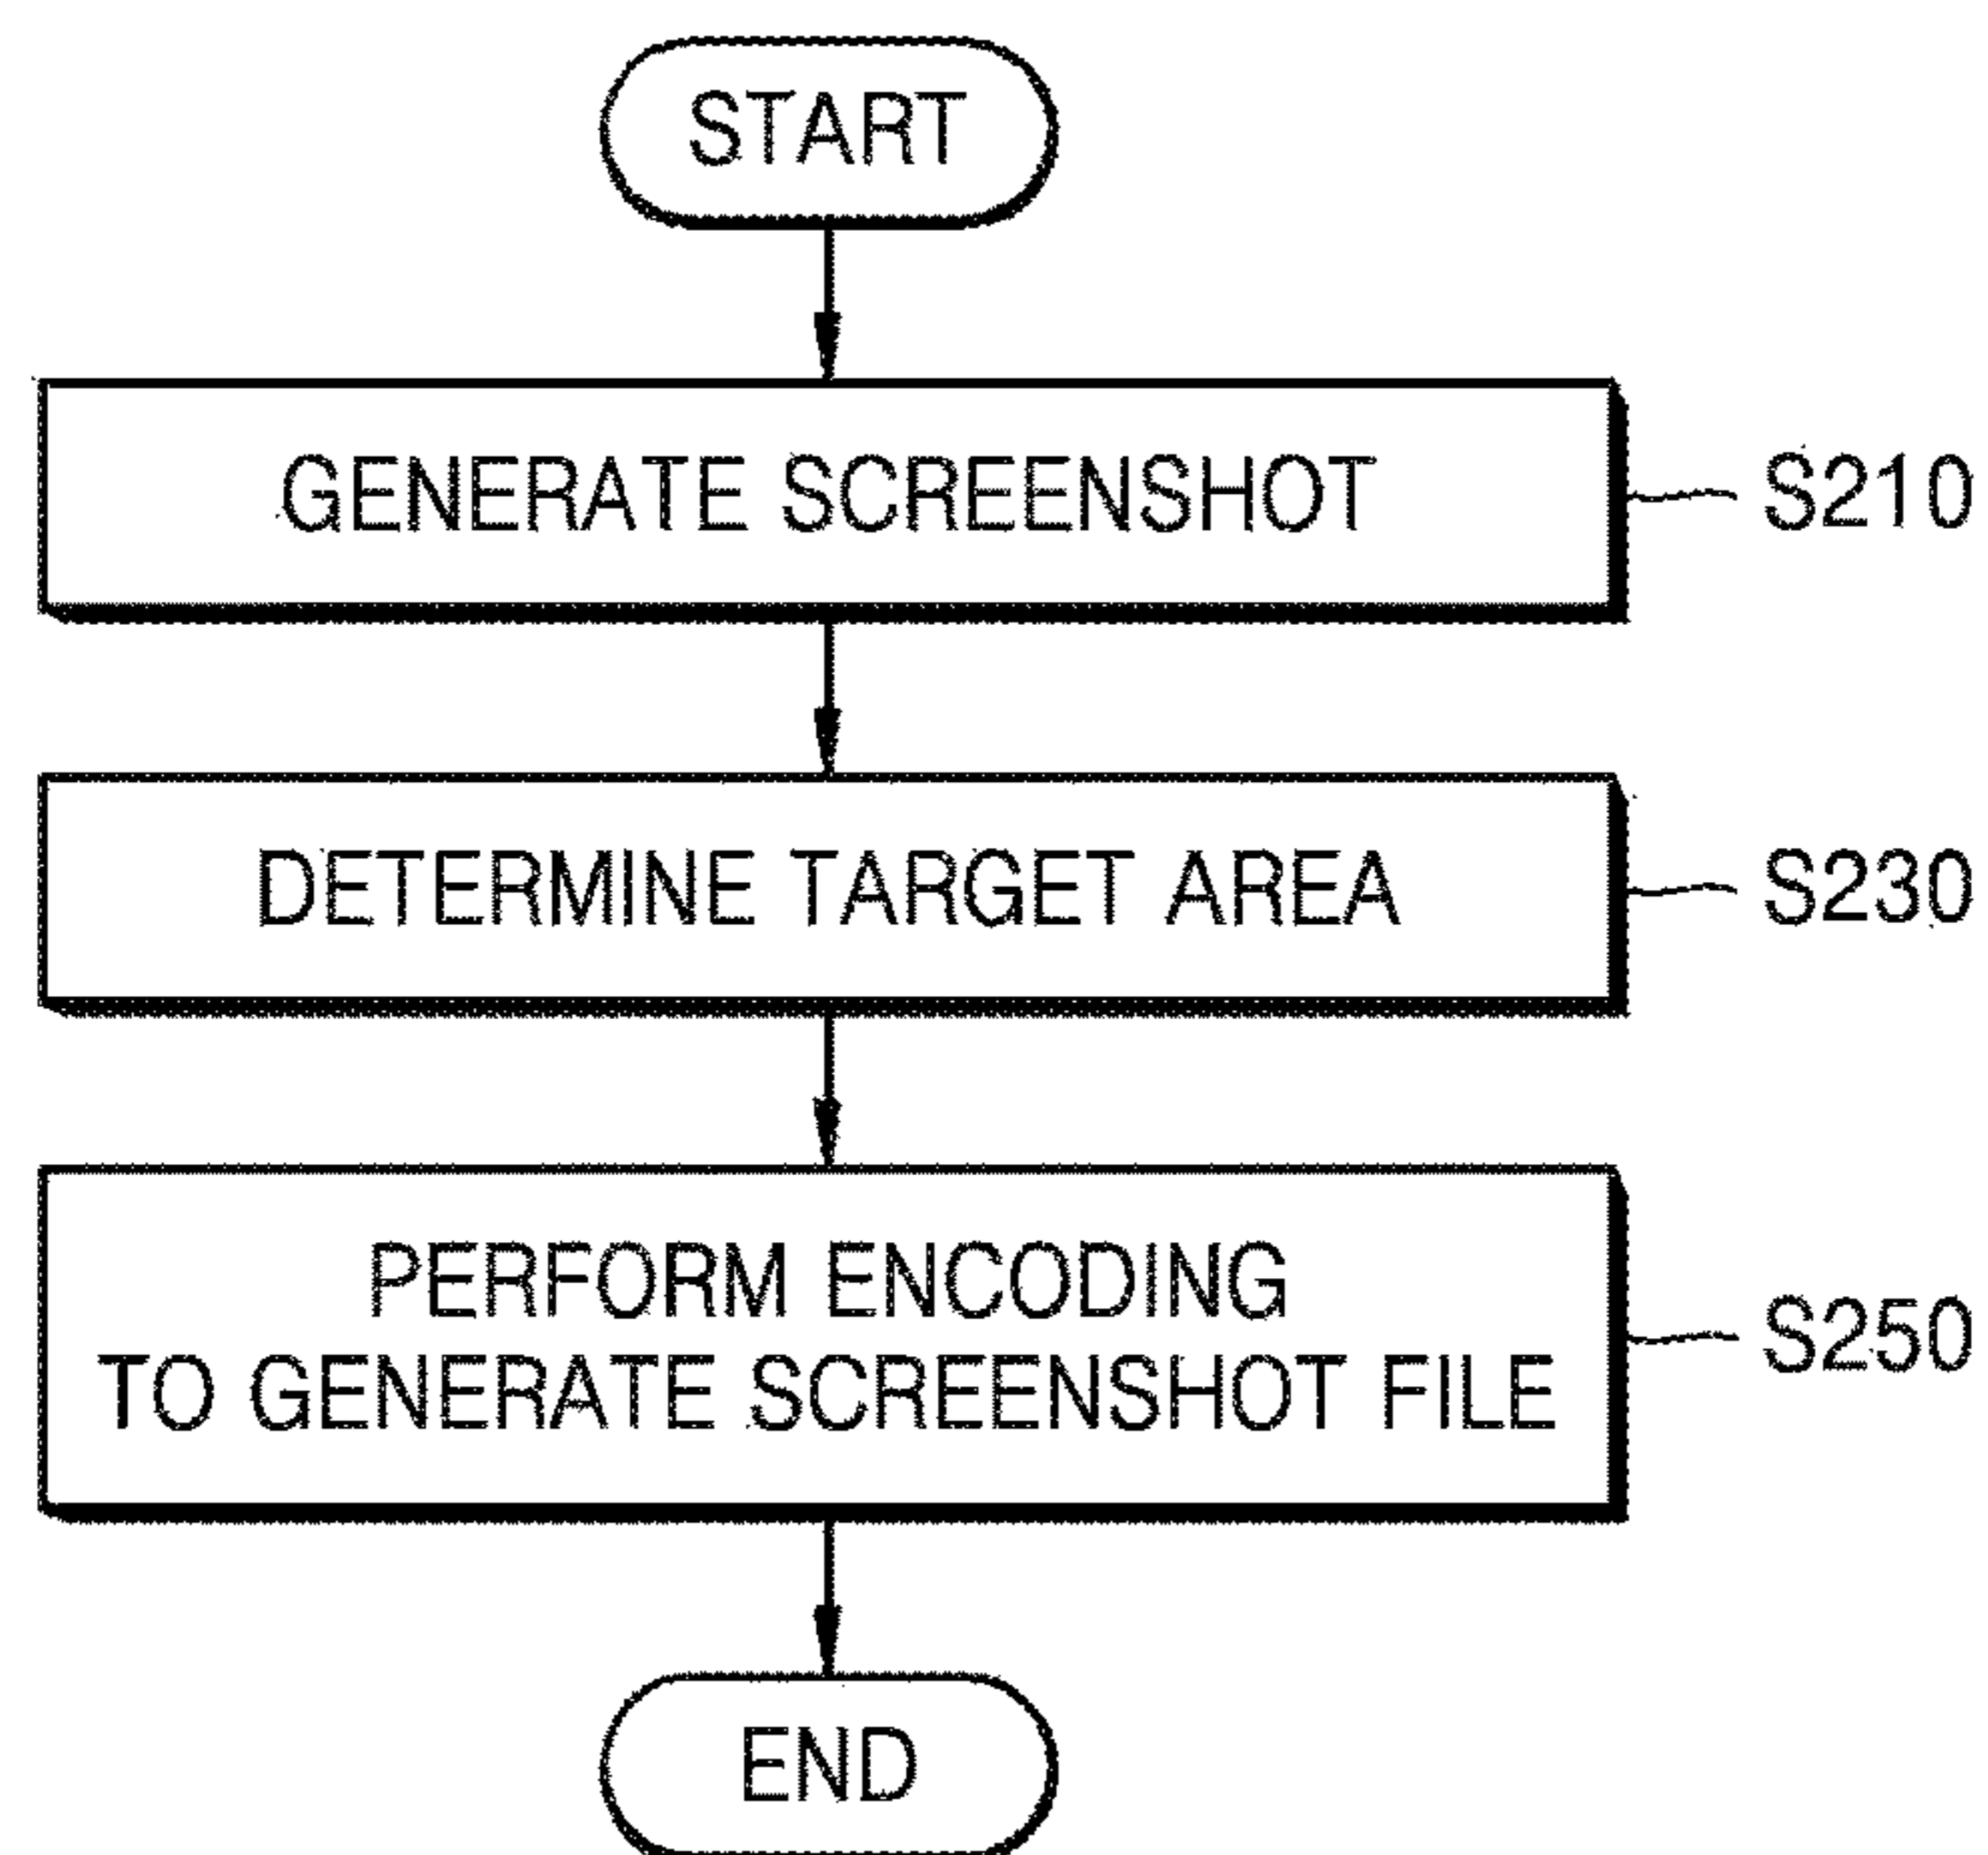 START
GENERATE SCREENSHOT
S210
DETERMINE TARGET AREA
S230
PERFORM ENCODING
TO GENERATE SCREENSHOT FILE
S250
END